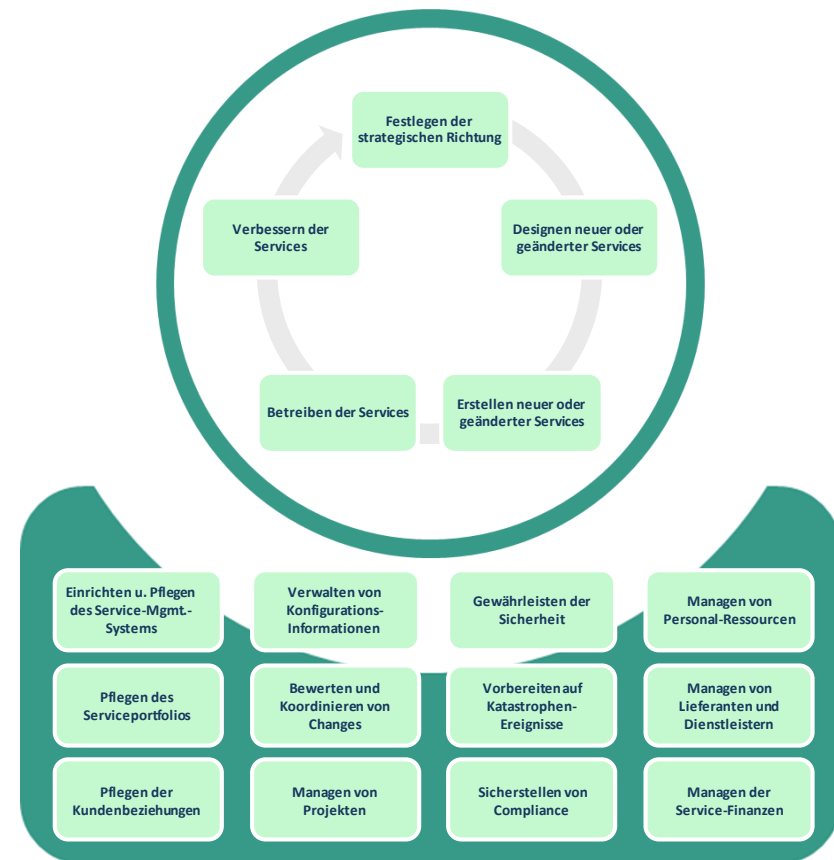 Festlegen der
strategischen Richtung
Verbessern der
Services
Designen neuer oder
geänderter Services
Betreiben der Services
Erstellen neuer oder
geänderter Services
Einrichten u. Pflegen
des Service-Mgmt.-
Systems
Verwalten von
Konfigurations-
Informationen
Gewährleisten der
Sicherheit
Managen von
Personal-Ressourcen
Pflegen des
Serviceportfolios
Bewerten und
Koordinieren von
Changes
Vorbereiten auf
Katastrophen-
Ereignisse
Managen von
Lieferanten und
Dienstleistern
Pflegen der
Kundenbeziehungen
Managen von
Projekten
Sicherstellen von
Compliance
Managen der
Service-Finanzen